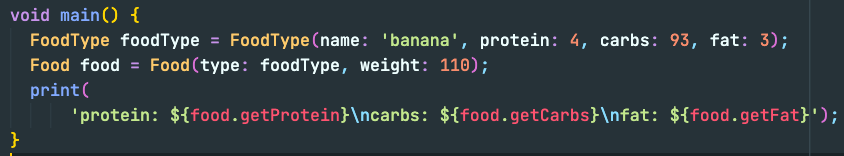 void main() {
FoodType foodType = FoodType(name: 'banana', protein: 4, carbs: 93, fat: 3);
Food food = Food(type: foodType, weight: 110);
print(
'protein: ${food.getProtein}\ncarbs: ${food.getCarbs}\nfat: ${food.getFat}');
}